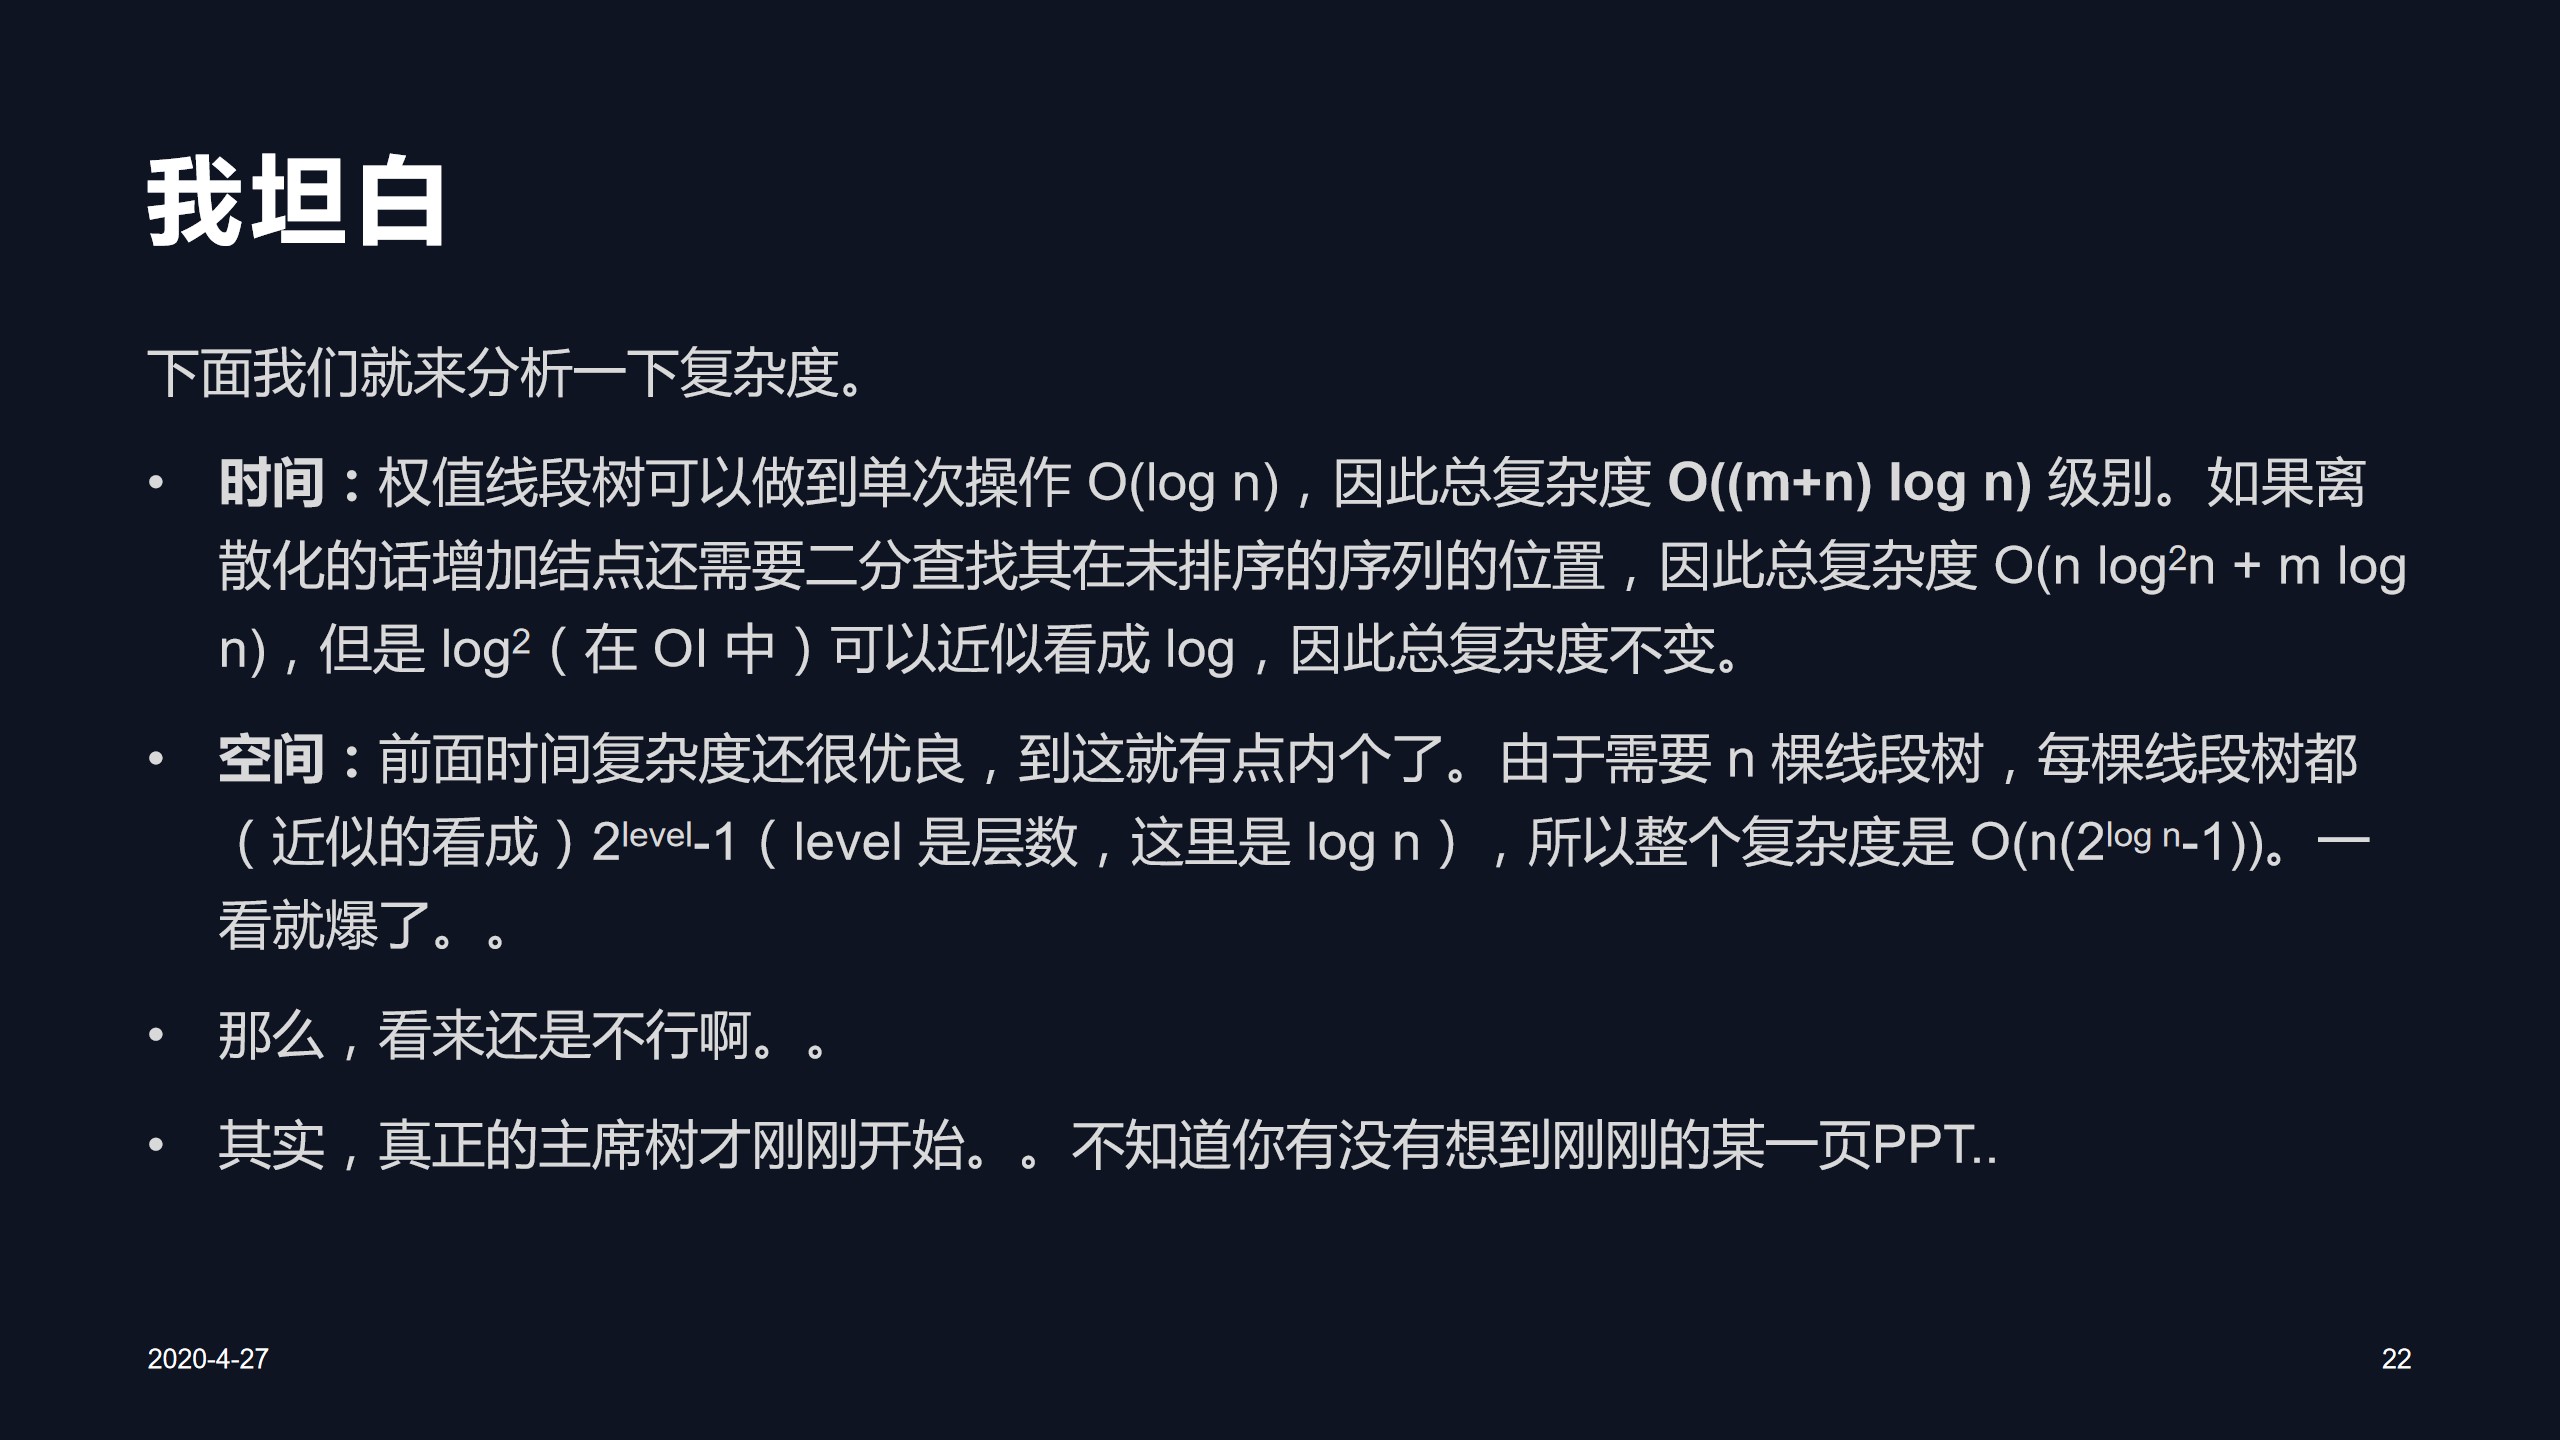 我坦白
下面我们就来分析一下复杂度。
• 时间：权值线段树可以做到单次操作 O(log n)，因此总复杂度 O((m+n) log n) 级别。如果离
散化的话增加结点还需要二分查找其在未排序的序列的位置，因此总复杂度 O(n log²n + m log
n)，但是 log²（在 OI 中）可以近似看成 log，因此总复杂度不变。
• 空间：前面时间复杂度还很优良，到这就有点内个了。由于需要 n 棵线段树，每棵线段树都
（近似的看成）2^level-1（level 是层数，这里是 log n），所以整个复杂度是 O(n(2^log n-1))。一
看就爆了。。
• 那么，看来还是不行啊。。
• 其实，真正的主席树才刚刚开始。。不知道你有没有想到刚刚的某一页PPT..
2020-4-27
22